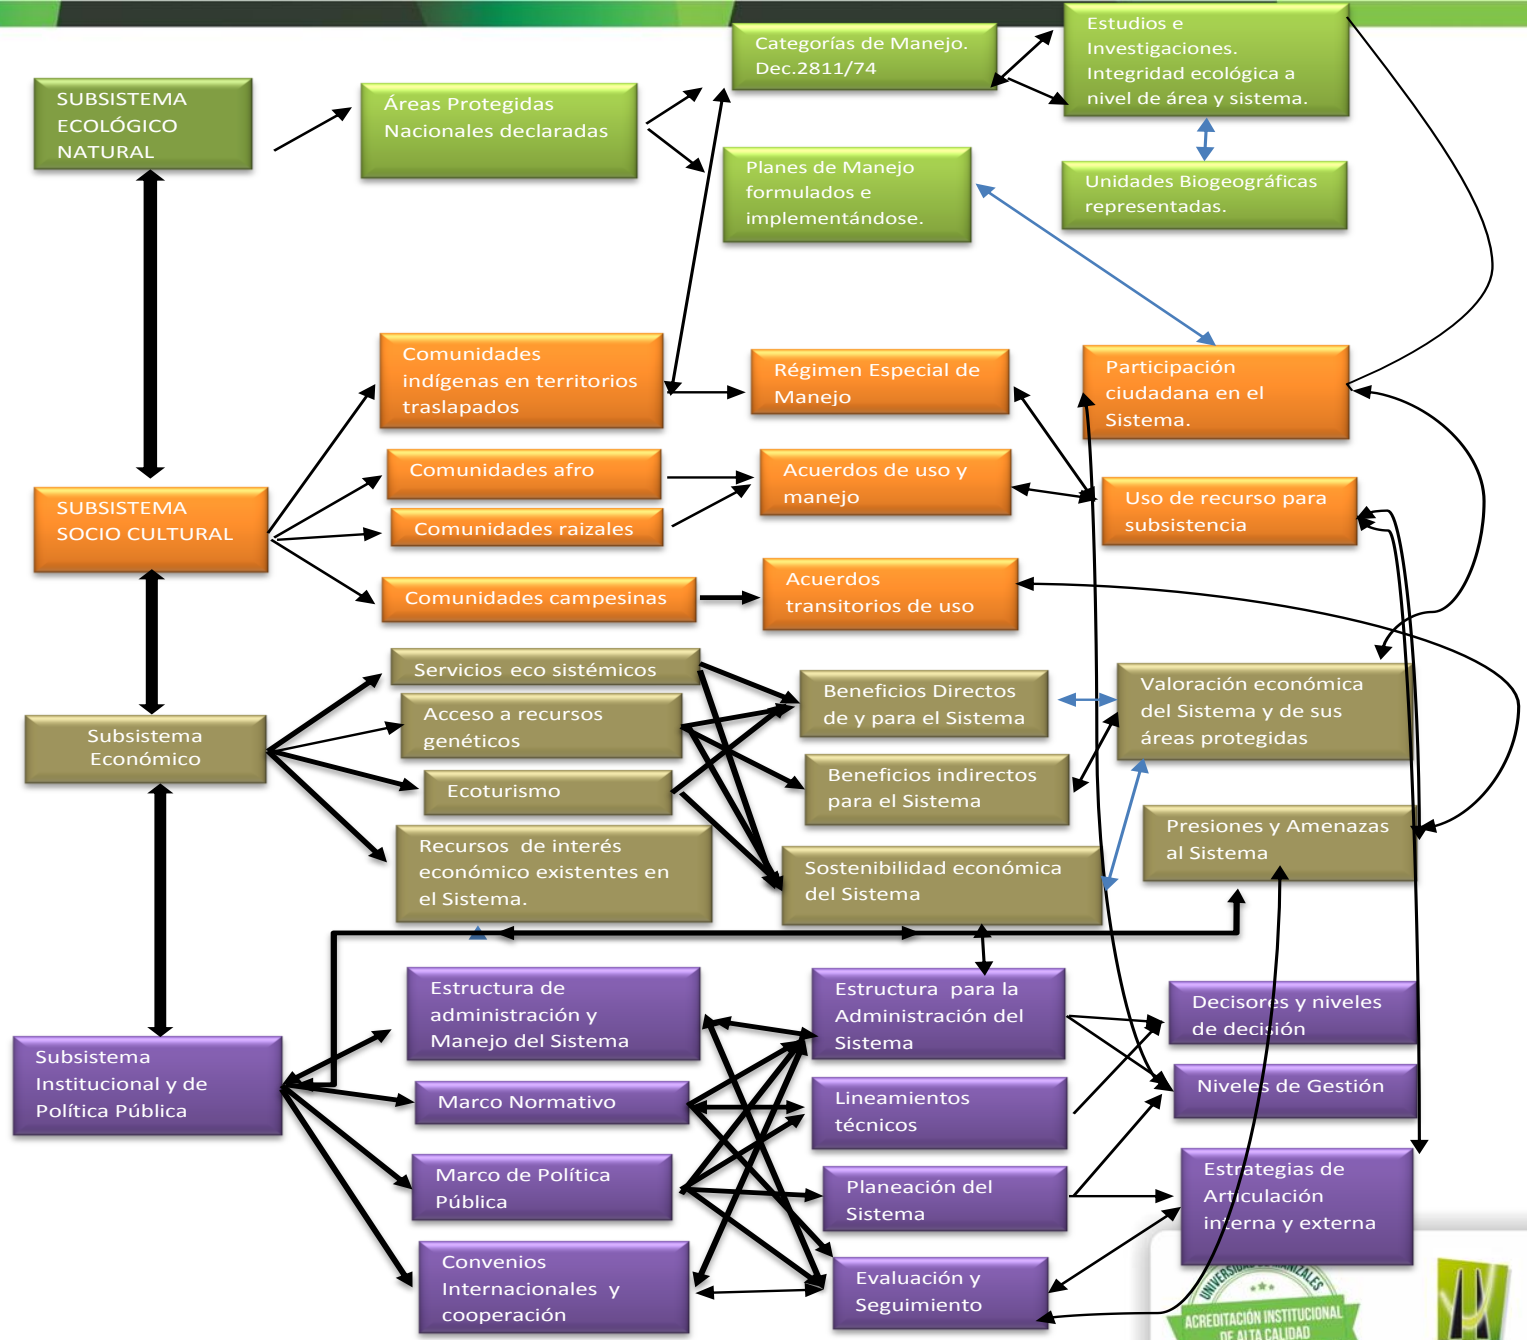 SUBSISTEMA
ECOLÓGICO
NATURAL
Áreas Protegidas
Nacionales declaradas
Categorías de Manejo.
Dec.2811/74
Estudios e
Investigaciones.
Integridad ecológica a
nivel de área y sistema.
Planes de Manejo
formulados e
implementándose.
Unidades Biogeográficas
representadas.
SUBSISTEMA
SOCIO CULTURAL
Comunidades
indígenas en territorios
traslapados
Régimen Especial de
Manejo
Participación
ciudadana en el
Sistema.
Comunidades afro
Acuerdos de uso y
manejo
Uso de recurso para
subsistencia
Comunidades raizales
Comunidades campesinas
Acuerdos
transitorios de uso
Subsistema
Económico
Servicios eco sistémicos
Acceso a recursos
genéticos
Ecoturismo
Recursos de interés
económico existentes en
el Sistema.
Beneficios Directos
de y para el Sistema
Beneficios indirectos
para el Sistema
Sostenibilidad económica
del Sistema
Valoración económica
del Sistema y de sus
áreas protegidas
Presiones y Amenazas
al Sistema
Subsistema
Institucional y de
Política Pública
Estructura de
administración y
Manejo del Sistema
Marco Normativo
Marco de Política
Pública
Convenios
Internacionales y
cooperación
Estructura para la
Administración del
Sistema
Lineamientos
técnicos
Planeación del
Sistema
Evaluación y
Seguimiento
Decisores y niveles
de decisión
Niveles de Gestión
Estrategias de
Articulación
interna y externa
UNIVERSIDAD DE MANIZALES
ACREDITACIÓN INSTITUCIONAL
DE ALTA CALIDAD